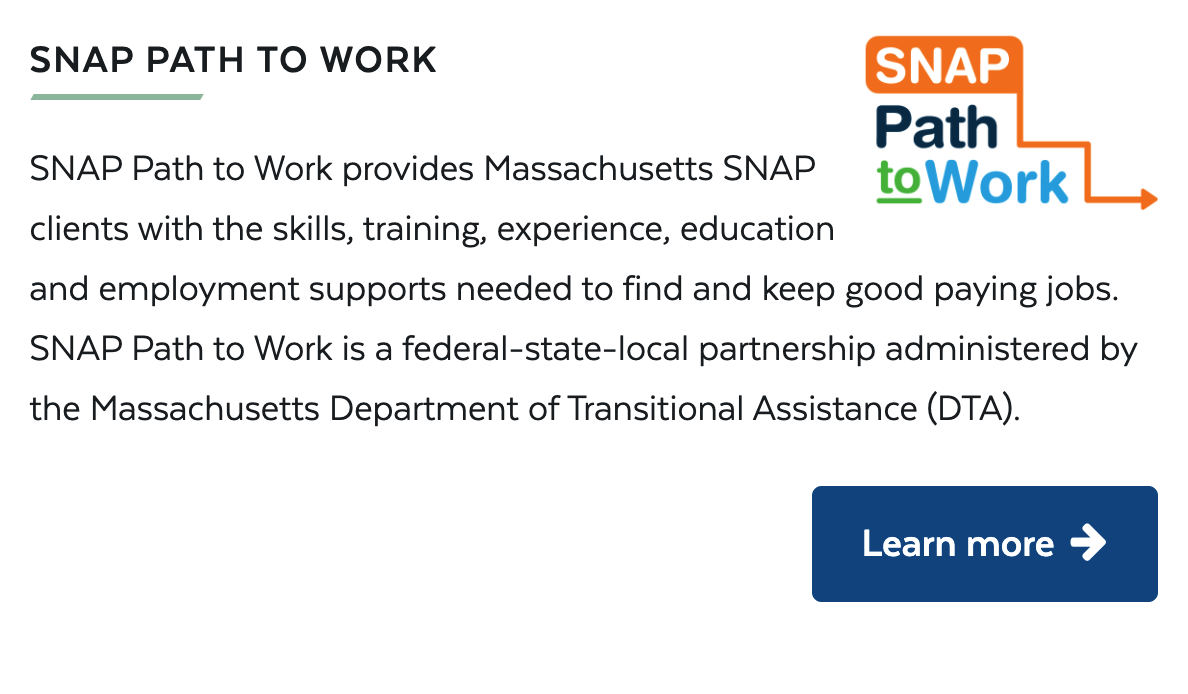 SNAP PATH TO WORK
SNAP
Path
to Work
SNAP Path to Work provides Massachusetts SNAP
clients with the skills, training, experience, education
and employment supports needed to find and keep good paying jobs.
SNAP Path to Work is a federal-state-local partnership administered by
the Massachusetts Department of Transitional Assistance (DTA).
Learn more